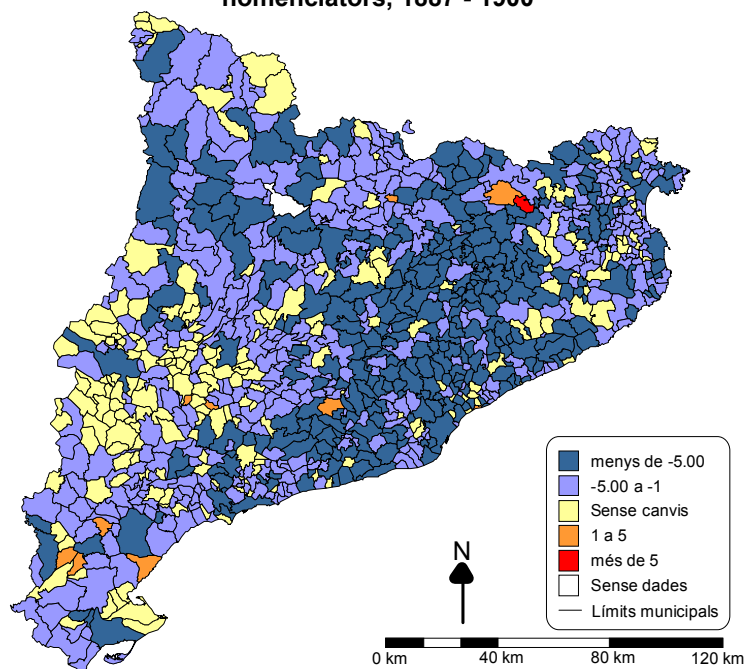 nomenclàtors, 1887 - 1900
menys de -5.00
-5.00 a -1
Sense canvis
1 a 5
més de 5
Sense dades
Límits municipals
N
0 km 40 km 80 km 120 km